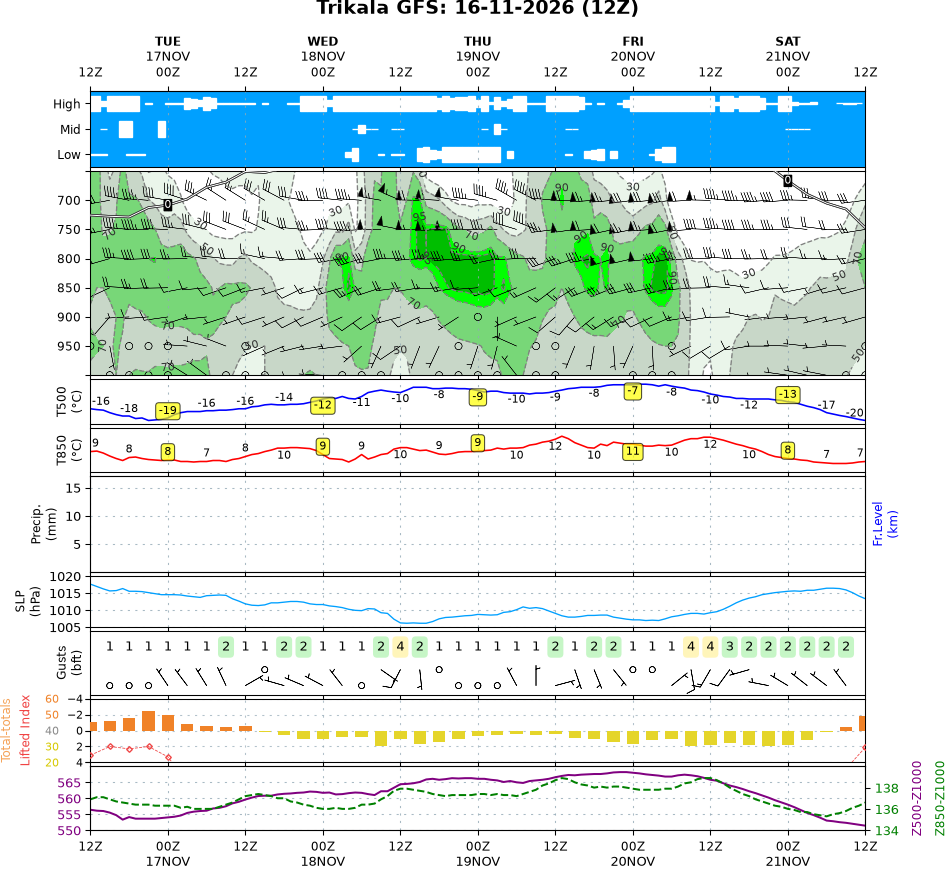 Trikala GFS: 16-11-2026 (12Z)
TUE WED THU FRI SAT
17NOV 18NOV 19NOV 20NOV 21NOV
12Z 00Z 12Z 00Z 12Z 00Z 12Z 00Z 12Z 00Z 12Z
High
Mid
Low
700
750
800
850
900
950
T500
(°C)
-16 -18 -19 -16 -16 -14 -12 -11 -10 -8 -9 -10 -9 -8 -7 -8 -10 -12 -13 -17 -20
T850
(°C)
9 8 8 7 8 10 9 9 10 9 9 10 12 10 11 10 12 10 8 7 7
Precip.
(mm)
15
10
5
Fr.Level
(km)
SLP
(hPa)
1020
1015
1010
1005
Gusts
(bft)
1 1 1 1 1 1 2 1 1 2 2 1 1 1 2 4 2 1 1 1 1 1 1 2 1 2 2 1 1 1 4 4 3 2 2 2 2 2 2
Total-totals
Lifted Index
60 −4
50 −2
40 0
30 2
20 4
565
560
555
550
138
136
134
Z500-Z1000
Z850-Z1000
12Z 00Z 12Z 00Z 12Z 00Z 12Z 00Z 12Z 00Z 12Z
17NOV 18NOV 19NOV 20NOV 21NOV